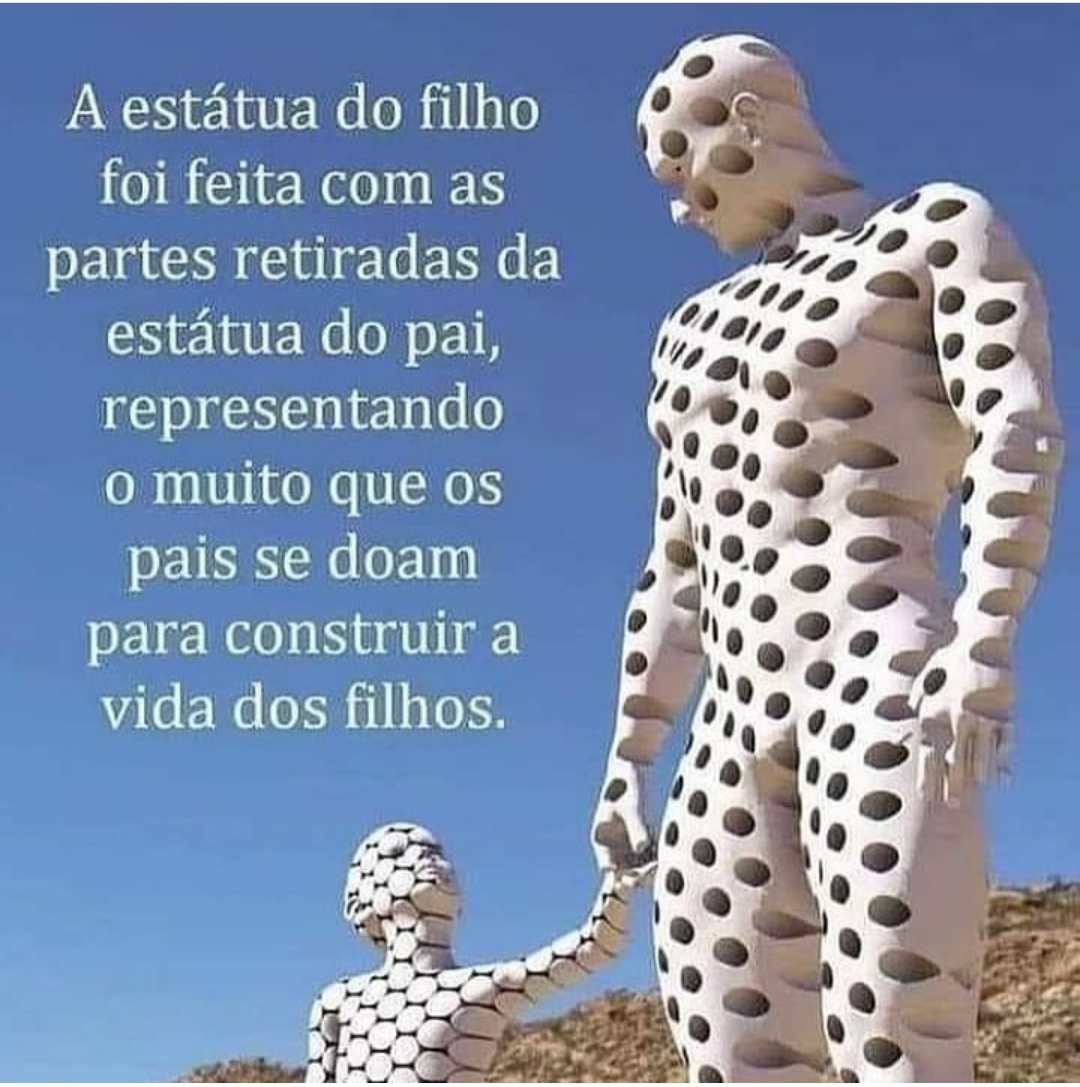 A estátua do filho
foi feita com as
partes retiradas da
estátua do pai,
representando
o muito que os
pais se doam
para construir a
vida dos filhos.